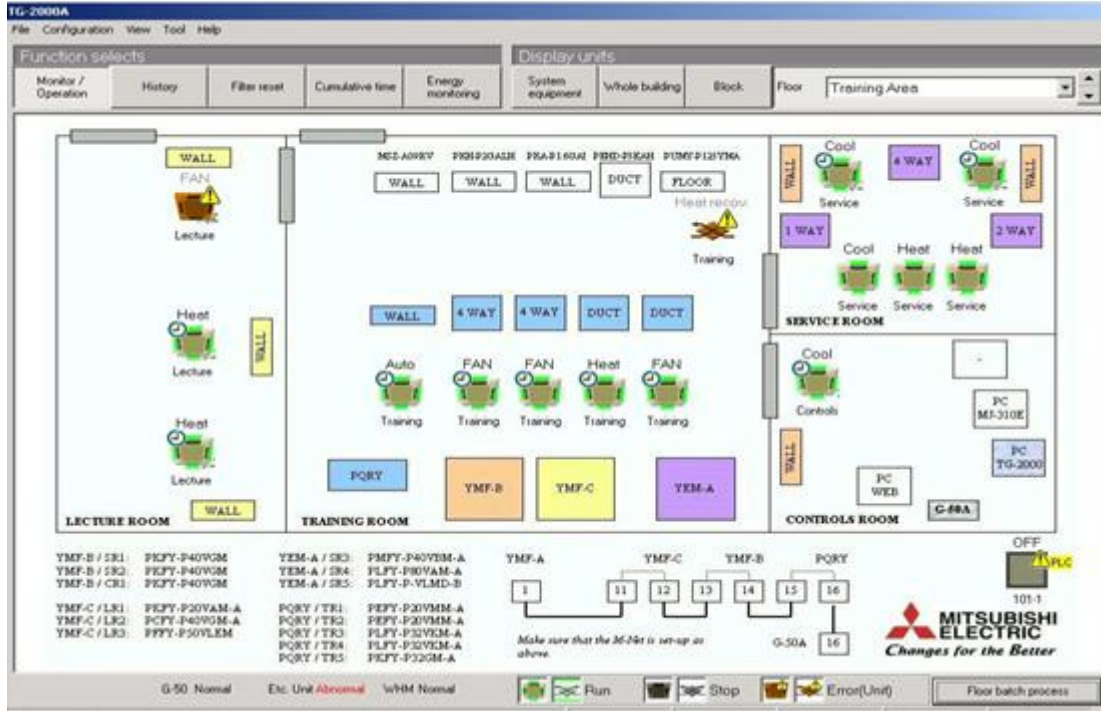 TG-2000A
File Configuration View Tool Help
Function selects
Display units
Monitor / Operation
History
Filter reset
Cumulative time
Energy monitoring
System equipment
Whole building
Block
Floor
Training Area
WALL
FAN
Lecture
Heat
Lecture
WALL
Heat
Lecture
WALL
LECTURE ROOM
WALL WALL WALL DUCT FLOOR
Heat recov.
Training
WALL 4 WAY 4 WAY DUCT DUCT
Auto FAN FAN Heat FAN
Training Training Training Training Training
PQRY YMF-B YMF-C YEM-A
TRAINING ROOM
Cool Cool
WALL 4 WAY WALL
Service Service
1 WAY 2 WAY
Cool Heat Heat
Service Service Service
SERVICE ROOM
Cool
Controls
WALL
-
PC MJ-310E
PC TG-2000
PC WEB
G-50A
CONTROLS ROOM
YMF-B / SR1: PKFY-P40VGM
YMF-B / SR2: PKFY-P40VGM
YMF-B / CR1: PKFY-P40VGM
YMF-C / LR1: PKFY-P20VAM-A
YMF-C / LR2: PCFY-P40VGM-A
YMF-C / LR3: PFFY-P50VLEM
YEM-A / SR3: PMFY-P40VBM-A
YEM-A / SR4: PLFY-P80VAM-A
YEM-A / SR5: PLFY-P-VLMD-B
PQRY / TR1: PEFY-P20VMM-A
PQRY / TR2: PEFY-P20VMM-A
PQRY / TR3: PLFY-P32VKM-A
PQRY / TR4: PLFY-P32VKM-A
PQRY / TR5: PKFY-P32GM-A
YMF-A YMF-C YMF-B PQRY
1 11 12 13 14 15 16
G-50A 16
Make sure that the M-Net is set-up as
above.
OFF
PLC
101-1
MITSUBISHI
ELECTRIC
Changes for the Better
G-50 Normal Etc. Unit Abnormal WHM Normal
Run Stop Error(Unit)
Floor batch process